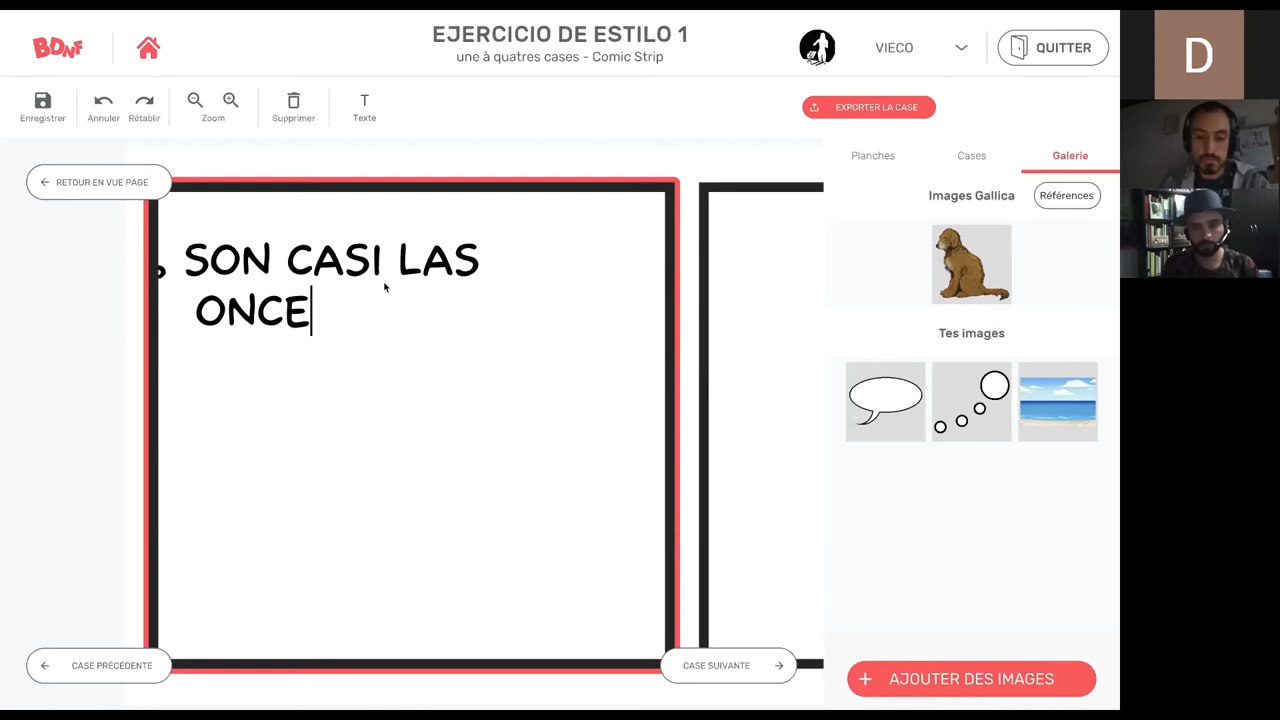 BDNF
EJERCICIO DE ESTILO 1
une à quatres cases - Comic Strip
VIECO
QUITTER
Enregistrer
Annuler
Rétablir
Zoom
Supprimer
T
Texte
EXPORTER LA CASE
Planches
Cases
Galerie
RETOUR EN VUE PAGE
Images Gallica
Références
, SON CASI LAS
ONCE
Tes images
CASE PRÉCÉDENTE
CASE SUIVANTE
+ AJOUTER DES IMAGES
D